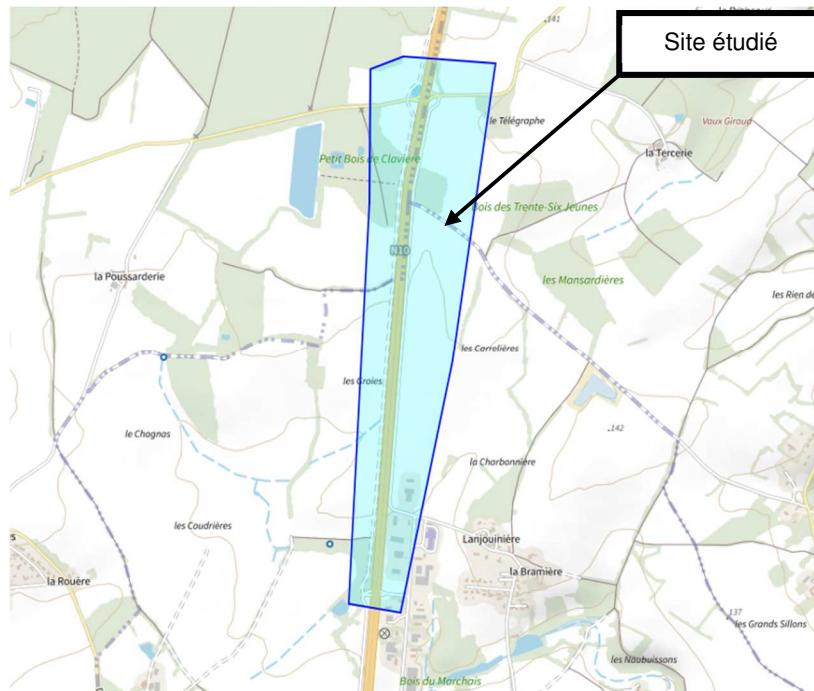 141
Site étudié
le Télégraphe
Vaux Giraud
la Tercerie
Petit Bois de Clavière
Bois des Trente-Six Jeunes
N10
la Poussarderie
les Mansardières
les Rien de
les Carrelières
les Groies
le Chagnas
142
la Charbonnière
les Coudrières
Lanjouinière
la Bramière
es
la Rouère
137
les Grands Sillons
les Naubuissons
Bois du Marchais